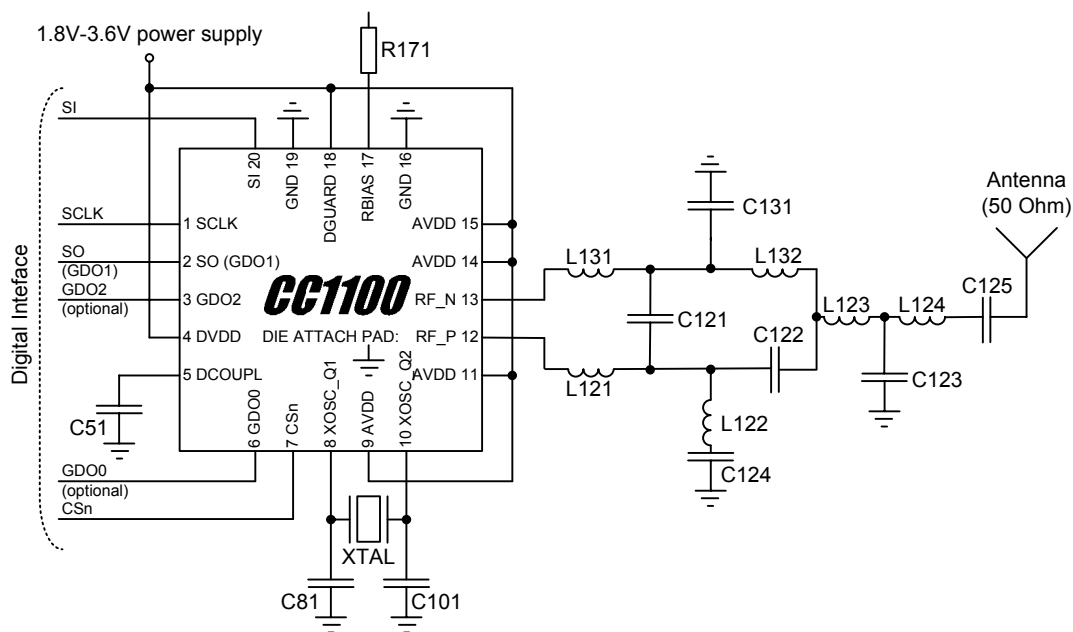 1.8V-3.6V power supply
R171
SI
SI 20
GND 19
DGUARD 18
RBIAS 17
GND 16
Antenna
(50 Ohm)
C131
SCLK
1 SCLK
AVDD 15
SO
(GDO1)
2 SO (GDO1)
AVDD 14
L131
L132
GDO2
(optional)
3 GDO2
CC1100
RF_N 13
C125
L123
L124
C121
C122
4 DVDD
DIE ATTACH PAD:
RF_P 12
Digital Inteface
5 DCOUPL
AVDD 11
L121
C123
C51
6 GDO0
7 CSn
8 XOSC_Q1
9 AVDD
10 XOSC_Q2
L122
C124
GDO0
(optional)
CSn
XTAL
C81
C101